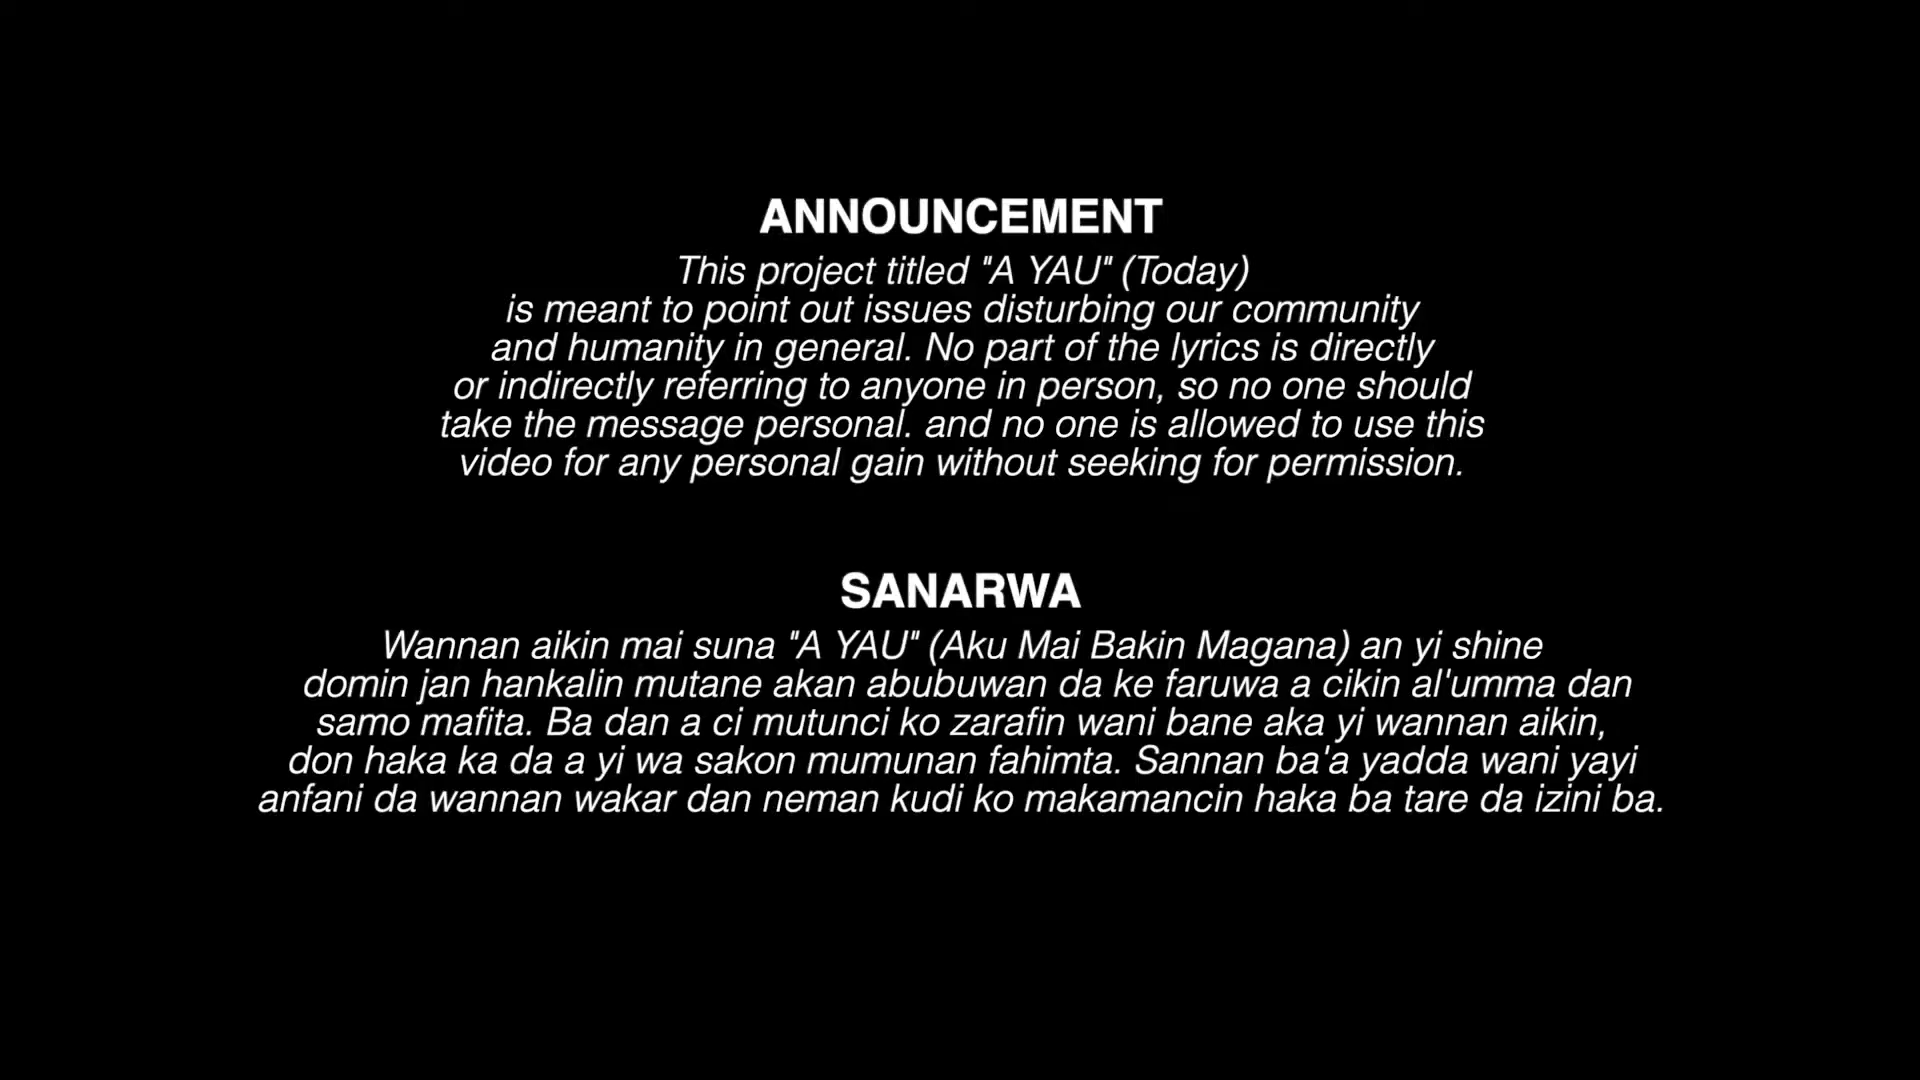 ANNOUNCEMENT
This project titled "A YAU" (Today)
is meant to point out issues disturbing our community
and humanity in general. No part of the lyrics is directly
or indirectly referring to anyone in person, so no one should
take the message personal. and no one is allowed to use this
video for any personal gain without seeking for permission.
SANARWA
Wannan aikin mai suna "A YAU" (Aku Mai Bakin Magana) an yi shine
domin jan hankalin mutane akan abubuwan da ke faruwa a cikin al'umma dan
samo mafita. Ba dan a ci mutunci ko zarafin wani bane aka yi wannan aikin,
don haka ka da a yi wa sakon mumunan fahimta. Sannan ba'a yadda wani yayi
anfani da wannan wakar dan neman kudi ko makamancin haka ba tare da izini ba.